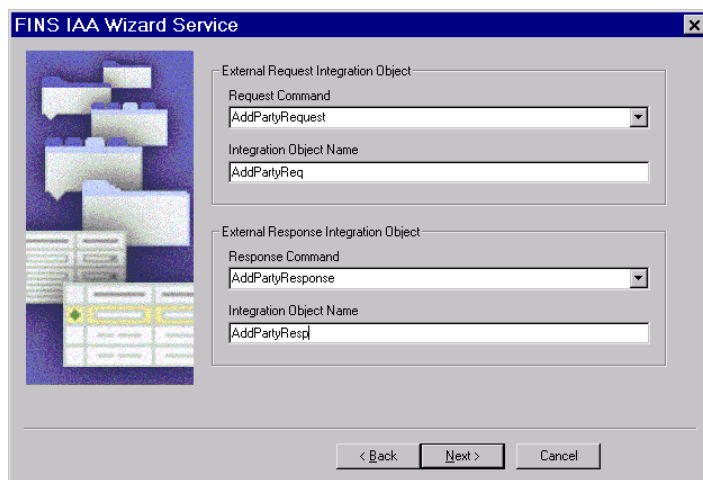 FINS IAA Wizard Service
External Request Integration Object
Request Command
AddPartyRequest
Integration Object Name
AddPartyReq
External Response Integration Object
Response Command
AddPartyResponse
Integration Object Name
AddPartyResp
< Back Next > Cancel